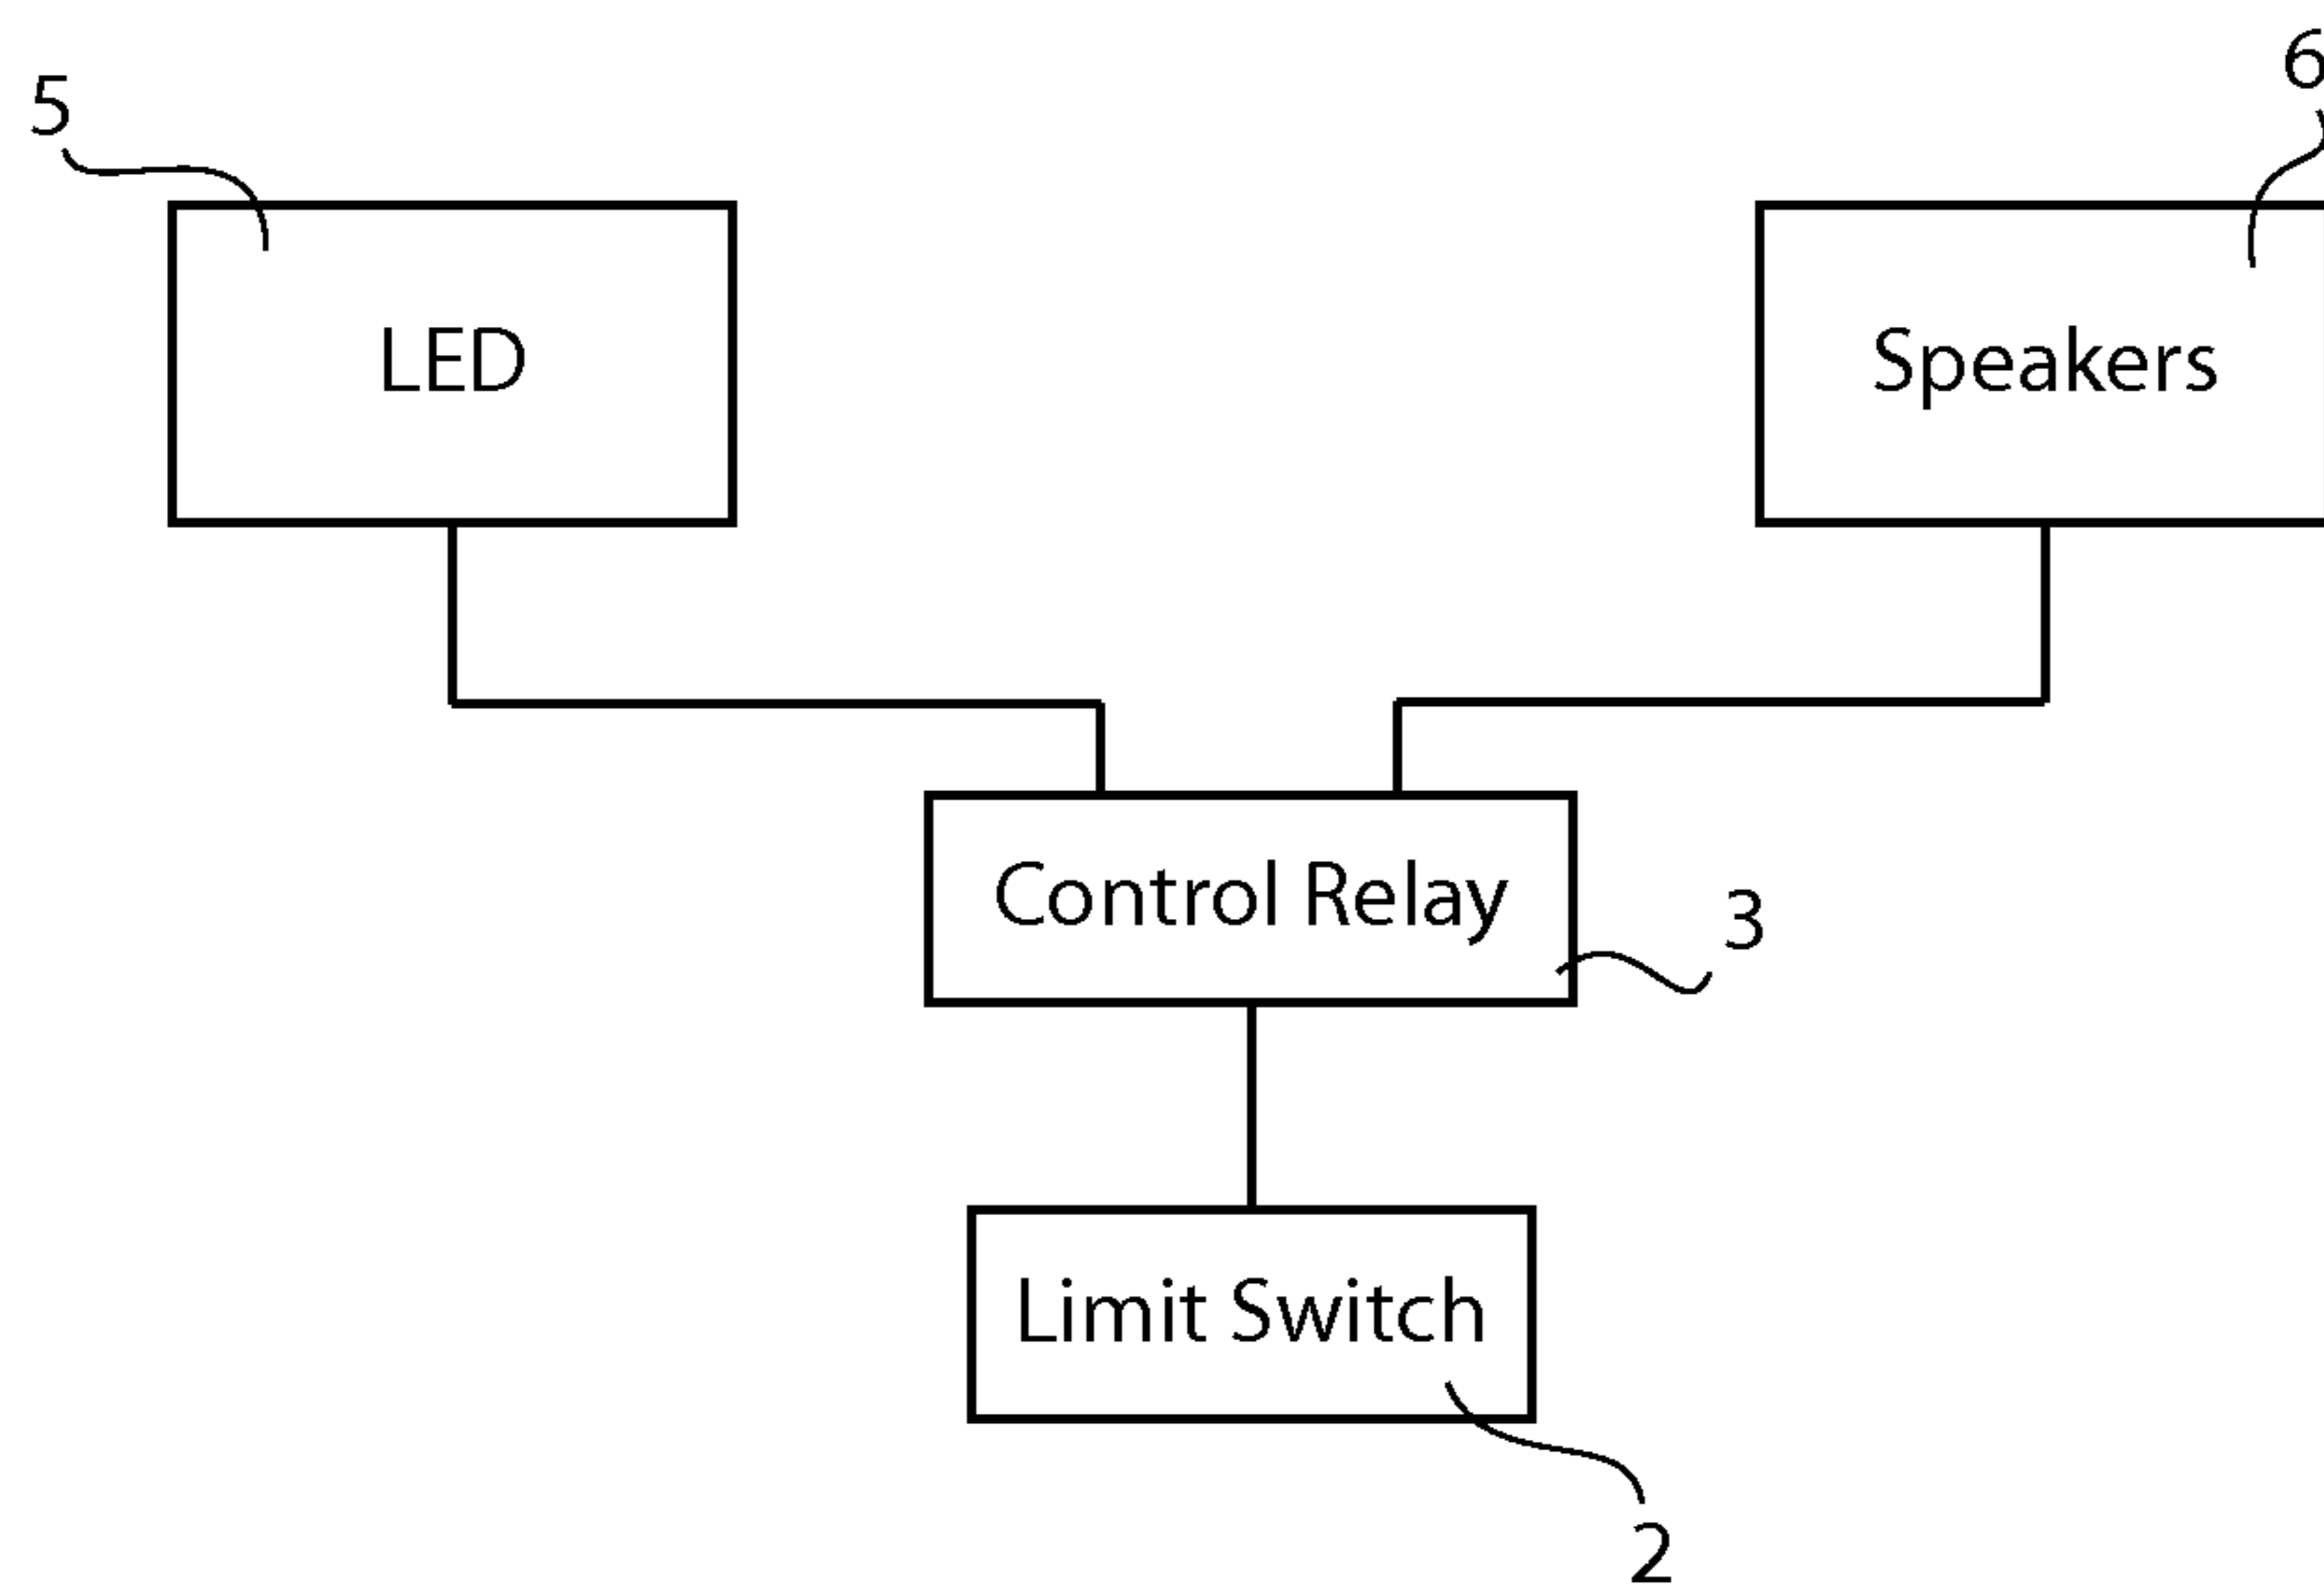 5
6
LED
Speakers
Control Relay
3
Limit Switch
2